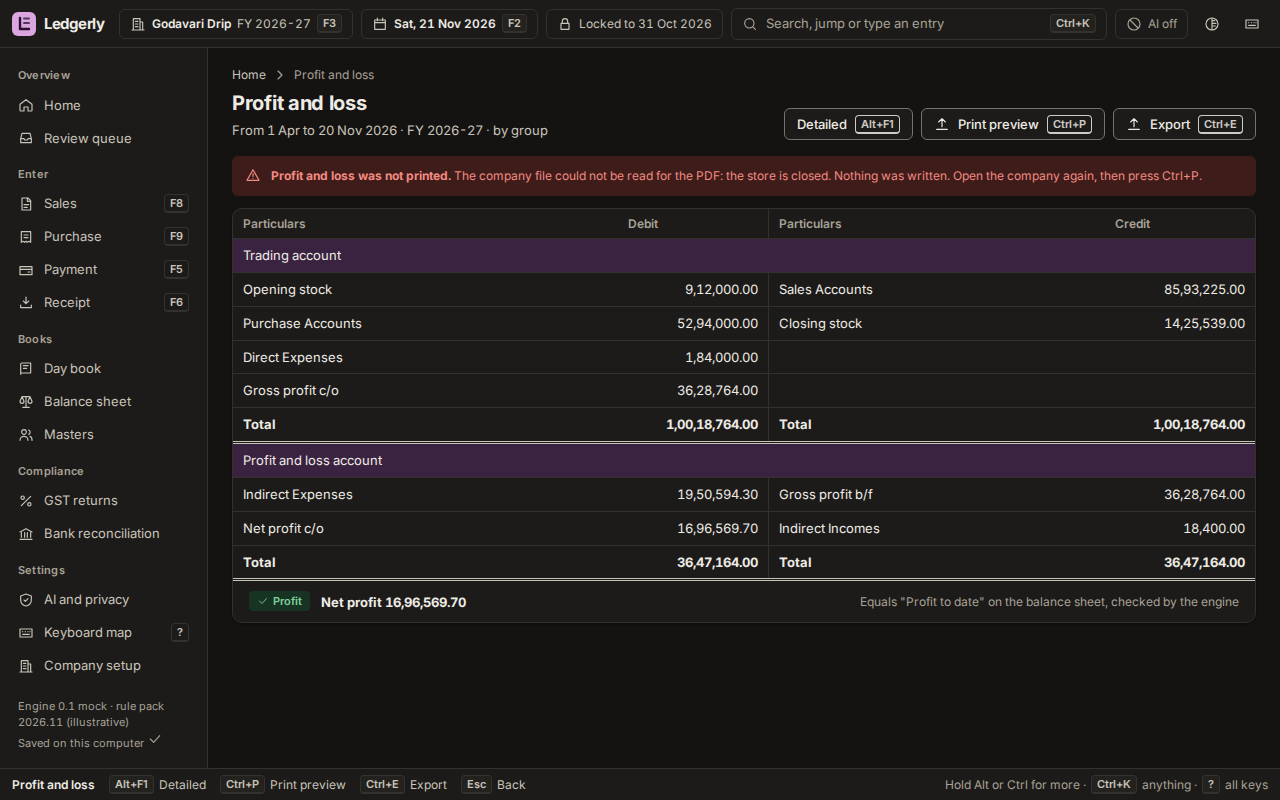 Ledgerly
Godavari Drip FY 2026-27 F3
Sat, 21 Nov 2026 F2
Locked to 31 Oct 2026
Search, jump or type an entry Ctrl+K
AI off
Overview
Home
Review queue
Enter
Sales F8
Purchase F9
Payment F5
Receipt F6
Books
Day book
Balance sheet
Masters
Compliance
GST returns
Bank reconciliation
Settings
AI and privacy
Keyboard map ?
Company setup
Engine 0.1 mock · rule pack
2026.11 (illustrative)
Saved on this computer
Home Profit and loss
Profit and loss
From 1 Apr to 20 Nov 2026 · FY 2026-27 · by group
Detailed Alt+F1
Print preview Ctrl+P
Export Ctrl+E
Profit and loss was not printed. The company file could not be read for the PDF: the store is closed. Nothing was written. Open the company again, then press Ctrl+P.
Particulars Debit Particulars Credit
Trading account
Opening stock 9,12,000.00 Sales Accounts 85,93,225.00
Purchase Accounts 52,94,000.00 Closing stock 14,25,539.00
Direct Expenses 1,84,000.00
Gross profit c/o 36,28,764.00
Total 1,00,18,764.00 Total 1,00,18,764.00
Profit and loss account
Indirect Expenses 19,50,594.30 Gross profit b/f 36,28,764.00
Net profit c/o 16,96,569.70 Indirect Incomes 18,400.00
Total 36,47,164.00 Total 36,47,164.00
Profit Net profit 16,96,569.70 Equals "Profit to date" on the balance sheet, checked by the engine
Profit and loss Alt+F1 Detailed Ctrl+P Print preview Ctrl+E Export Esc Back
Hold Alt or Ctrl for more · Ctrl+K anything · ? all keys